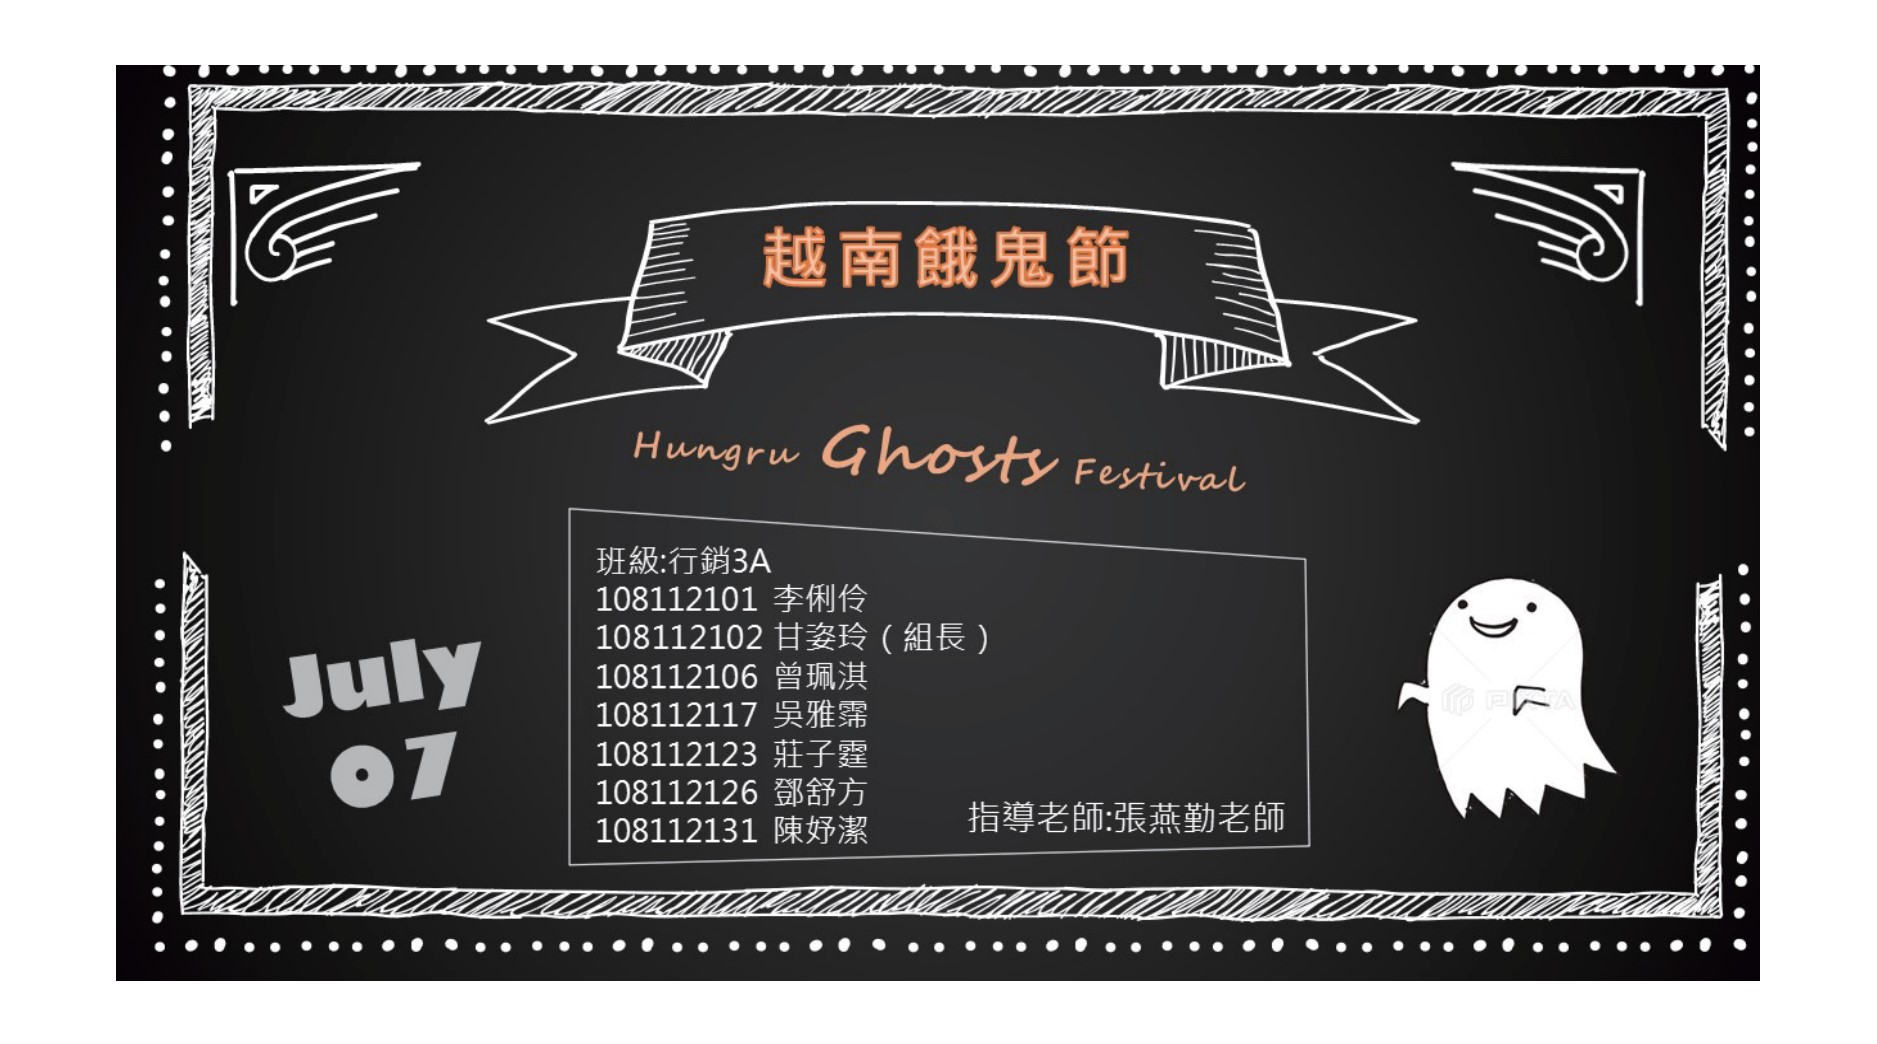 越南餓鬼節
Hungru Ghosts Festival
班級:行銷3A
108112101 李俐伶
108112102 甘姿玲(組長)
108112106 曾珮淇
108112117 吳雅霈
108112123 莊子霆
108112126 鄧舒方
108112131 陳妤潔
指導老師:張燕勤老師
July
07
PIXTA